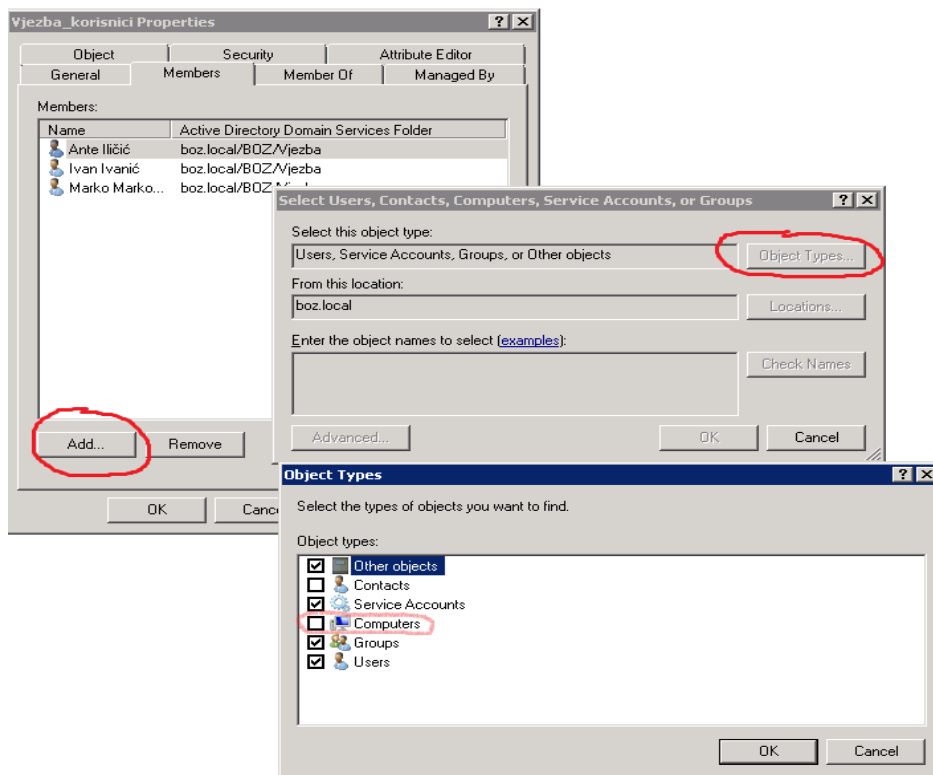 Vjezba_korisnici Properties
Object Security Attribute Editor
General Members Member Of Managed By
Members:
Name Active Directory Domain Services Folder
Ante Iličić boz.local/BOZ/Vjezba
Ivan Ivanić boz.local/BOZ/Vjezba
Marko Marko... boz.local/BOZ
Add... Remove
OK
Select Users, Contacts, Computers, Service Accounts, or Groups
Select this object type:
Users, Service Accounts, Groups, or Other objects Object Types...
From this location:
boz.local Locations...
Enter the object names to select (examples):
Check Names
Advanced... OK Cancel
Object Types
Select the types of objects you want to find.
Object types:
Other objects
Contacts
Service Accounts
Computers
Groups
Users
OK Cancel